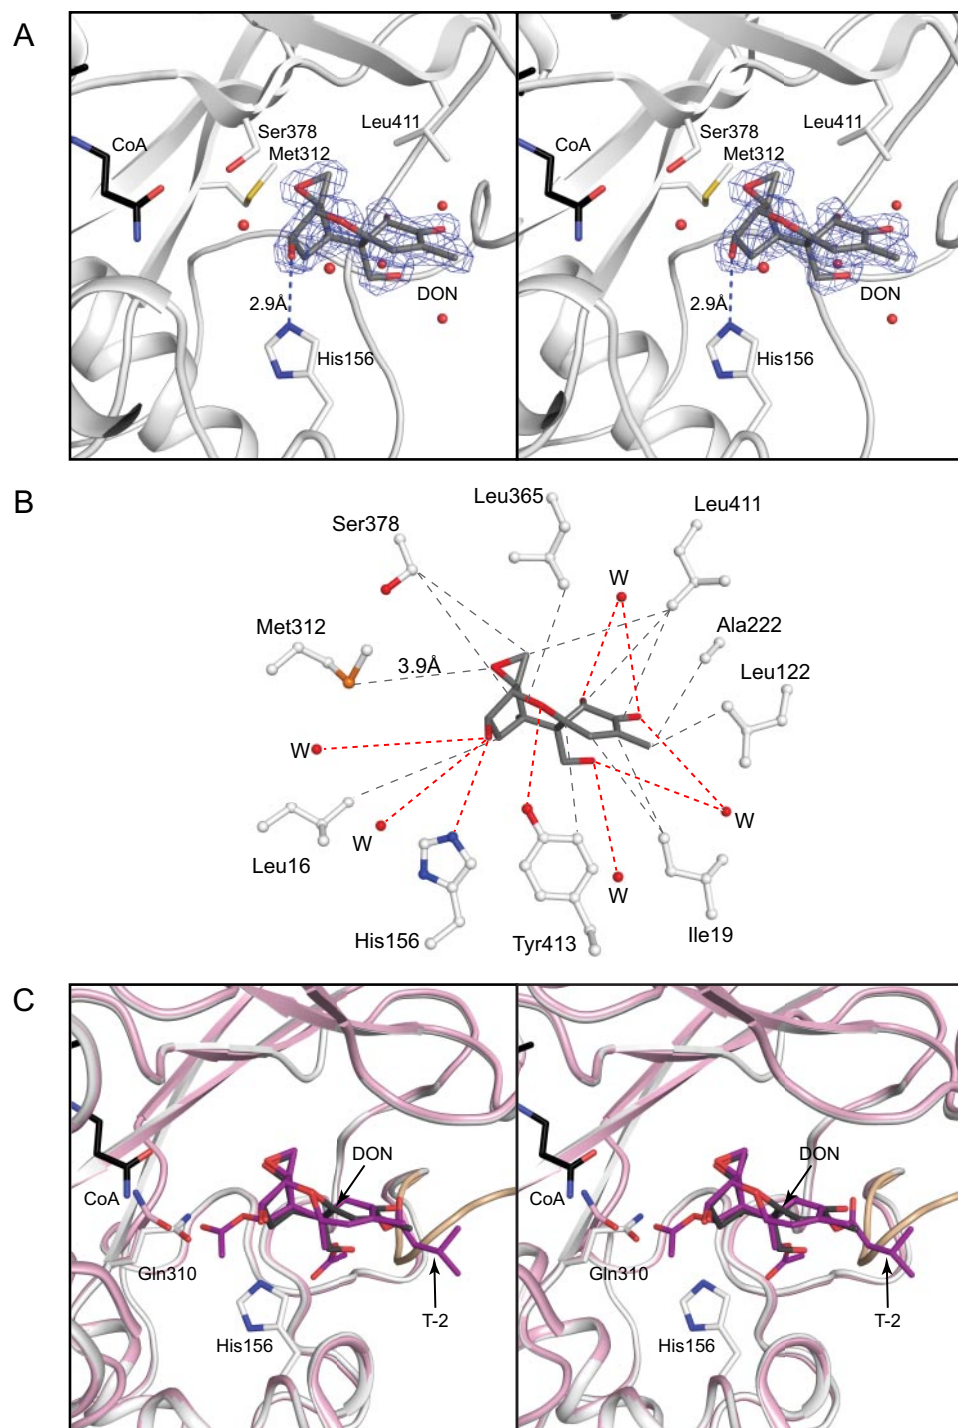 A
CoA
Ser378
Met312
Leu411
2.9Å
His156
DON
CoA
Ser378
Met312
Leu411
2.9Å
His156
DON
B
Leu365
Leu411
Ser378
W
Ala222
Met312
3.9Å
Leu122
W
W
W
Leu16
W
His156
Tyr413
Ile19
C
DON
CoA
Gln310
His156
T-2
DON
CoA
Gln310
His156
T-2